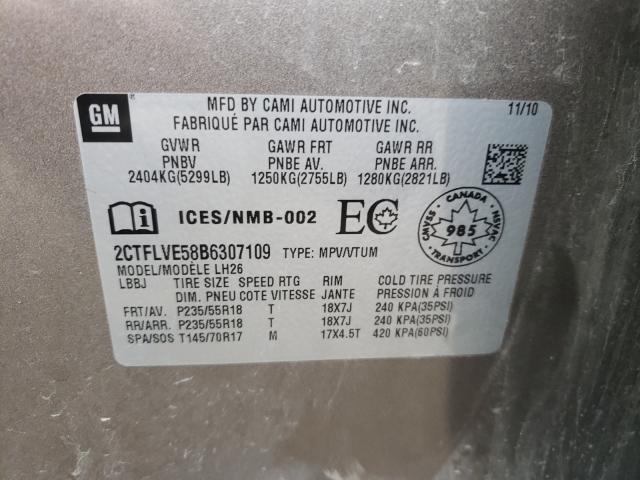 GM
MFD BY CAMI AUTOMOTIVE INC. 11/10
FABRIQUÉ PAR CAMI AUTOMOTIVE INC.
GVWR GAWR FRT GAWR RR
PNBV PNBE AV. PNBE ARR.
2404KG(5299LB) 1250KG(2755LB) 1280KG(2821LB)
ICES/NMB-002 EC
CANADA
CMVSS 985 NSVAC
TRANSPORT
2CTFLVE58B6307109 TYPE: MPV/VTUM
MODEL/MODÈLE LH26
LBBJ TIRE SIZE SPEED RTG RIM COLD TIRE PRESSURE
DIM. PNEU COTE VITESSE JANTE PRESSION À FROID
FRT/AV. P235/55R18 T 18X7J 240 KPA(35PSI)
RR/ARR. P235/55R18 T 18X7J 240 KPA(35PSI)
SPA/SOS T145/70R17 M 17X4.5T 420 KPA(60PSI)